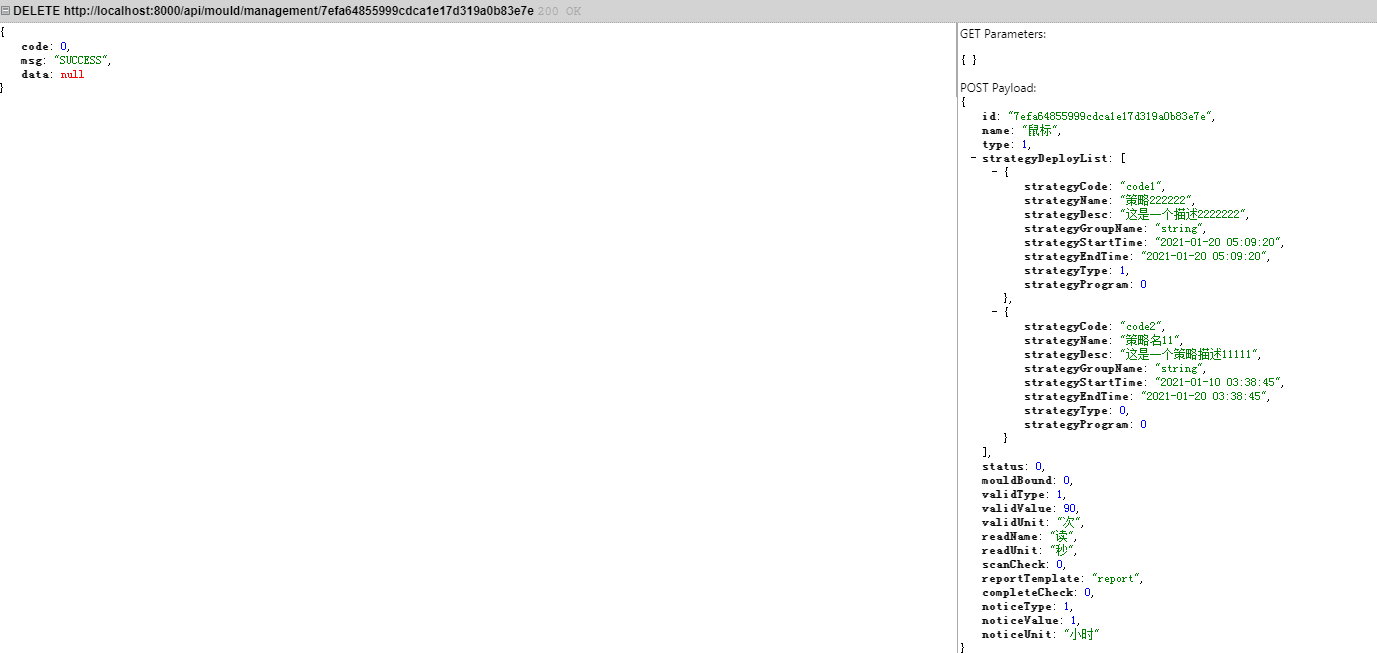 DELETE http://localhost:8000/api/mould/management/7efa64855999cdca1e17d319a0b83e7e 200 OK
{
code: 0,
msg: "SUCCESS",
data: null
}
GET Parameters:
{ }
POST Payload:
{
id: "7efa64855999cdca1e17d319a0b83e7e",
name: "鼠标",
type: 1,
- strategyDeployList: [
- {
strategyCode: "code1",
strategyName: "策略222222",
strategyDesc: "这是一个描述2222222",
strategyGroupName: "string",
strategyStartTime: "2021-01-20 05:09:20",
strategyEndTime: "2021-01-20 05:09:20",
strategyType: 1,
strategyProgram: 0
},
- {
strategyCode: "code2",
strategyName: "策略名11",
strategyDesc: "这是一个策略描述11111",
strategyGroupName: "string",
strategyStartTime: "2021-01-10 03:38:45",
strategyEndTime: "2021-01-20 03:38:45",
strategyType: 0,
strategyProgram: 0
}
],
status: 0,
mouldBound: 0,
validType: 1,
validValue: 90,
validUnit: "次",
readName: "读",
readUnit: "秒",
scanCheck: 0,
reportTemplate: "report",
completeCheck: 0,
noticeType: 1,
noticeValue: 1,
noticeUnit: "小时"
}